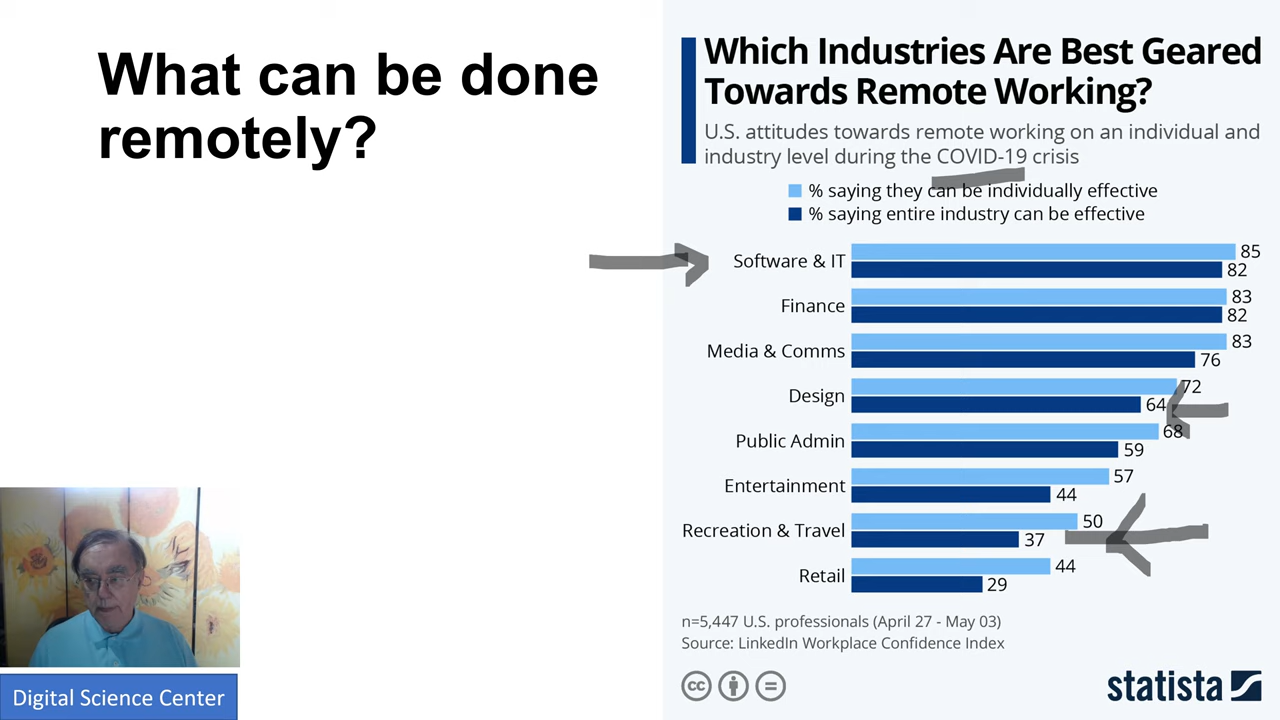 What can be done
remotely?
Which Industries Are Best Geared
Towards Remote Working?
U.S. attitudes towards remote working on an individual and
industry level during the COVID-19 crisis
% saying they can be individually effective
% saying entire industry can be effective
Software & IT 85
82
Finance 83
82
Media & Comms 83
76
Design 72
64
Public Admin 68
59
Entertainment 57
44
Recreation & Travel 50
37
Retail 44
29
n=5,447 U.S. professionals (April 27 - May 03)
Source: LinkedIn Workplace Confidence Index
cc
statista
Digital Science Center